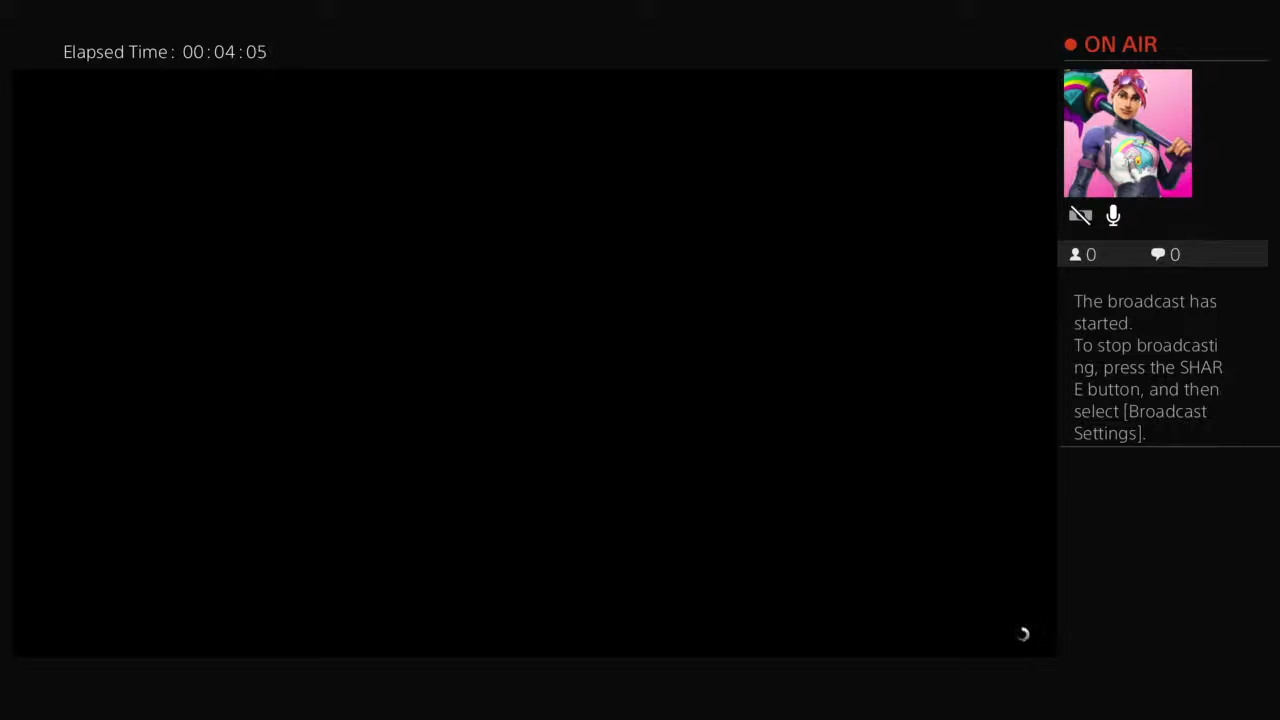 Elapsed Time: 00:04:05
ON AIR
0 0
The broadcast has
started.
To stop broadcasti
ng, press the SHAR
E button, and then
select [Broadcast
Settings].